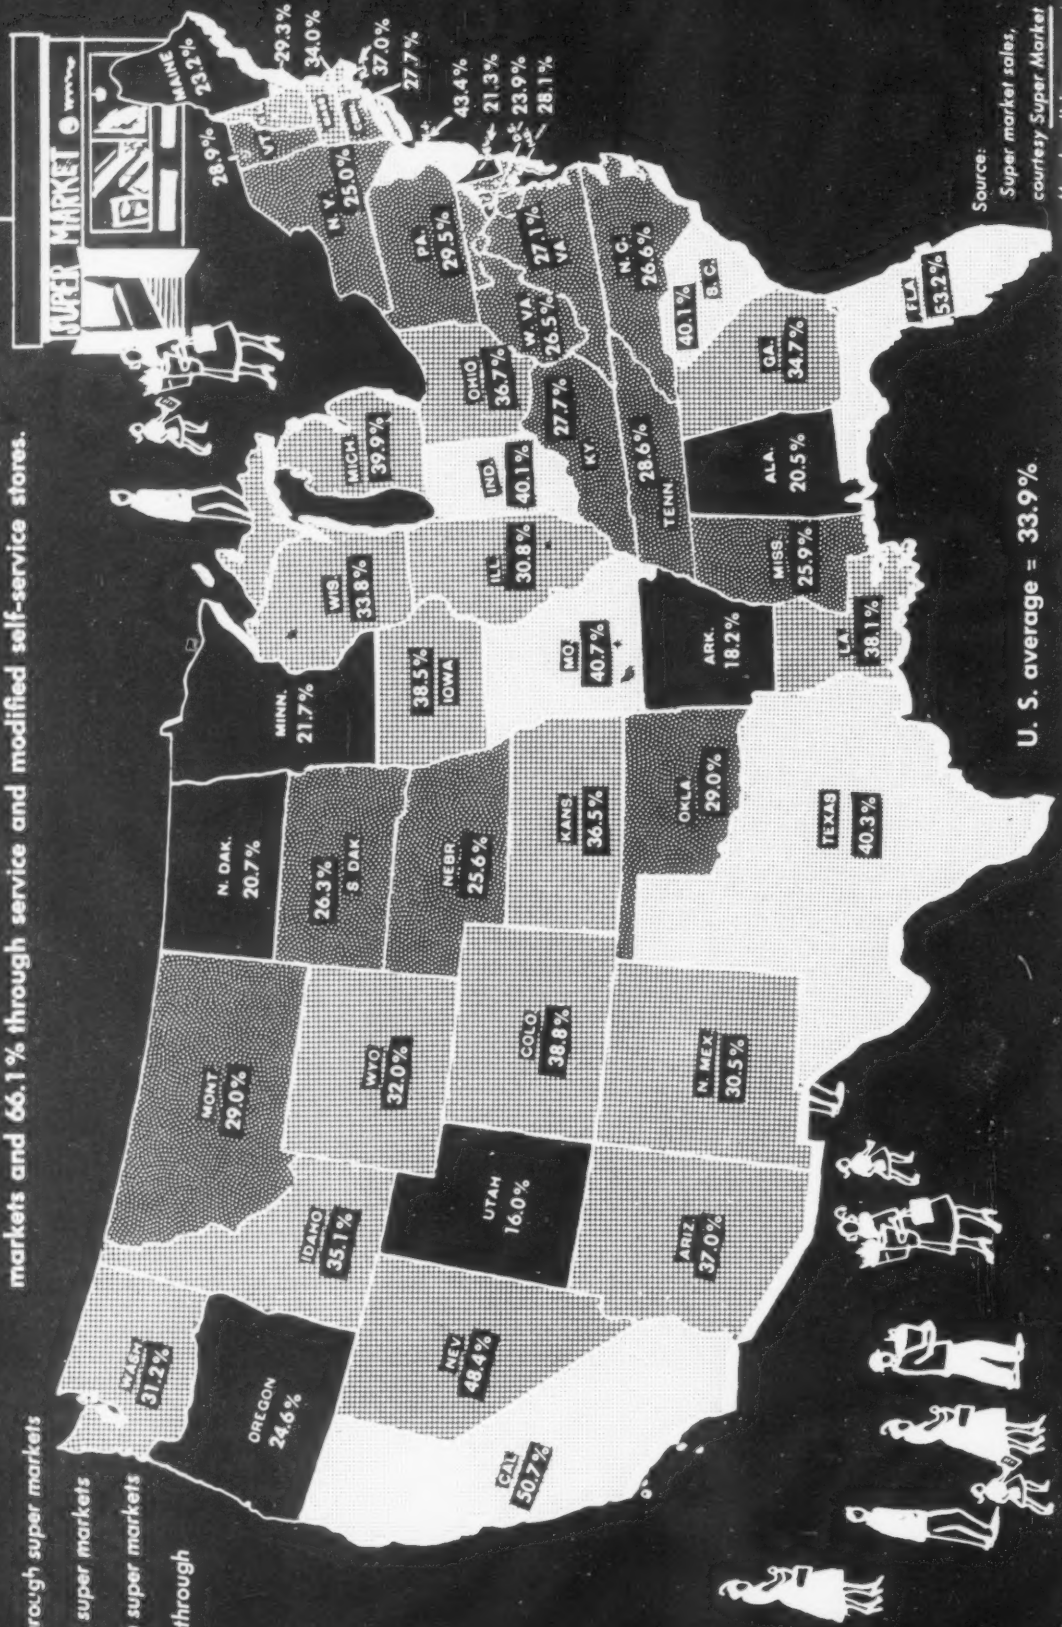 markets and 66.1% through service and modified self-service stores.
rough super markets
super markets
super markets
through
SUPER MARKET
WASH.
31.2%
OREGON
24.6%
CAL.
50.7%
NEV.
48.4%
IDAHO
35.1%
MONT
29.0%
WYO.
32.0%
UTAH
16.0%
COLO.
38.8%
ARIZ.
37.0%
N. MEX.
30.5%
N. DAK.
20.7%
26.3%
S. DAK
NEBR.
25.6%
KANS.
36.5%
OKLA.
29.0%
TEXAS
40.3%
MINN.
21.7%
38.5%
IOWA
MO.
40.7%
ARK.
18.2%
LA.
38.1%
WIS.
33.8%
ILL.
30.8%
MICH.
39.9%
IND.
40.1%
OHIO
36.7%
KY
27.7%
TENN.
28.6%
MISS.
25.9%
ALA.
20.5%
GA.
34.7%
FLA.
53.2%
40.1%
S. C.
N. C.
26.6%
27.1%
VA
W. VA.
26.5%
PA.
29.5%
N. Y.
25.0%
28.9%
VT
MAINE
23.2%
29.3%
34.0%
MASS
CONN.
37.0%
27.7%
43.4%
21.3%
23.9%
28.1%
U. S. average = 33.9%
Source:
Super market sales,
courtesy Super Market